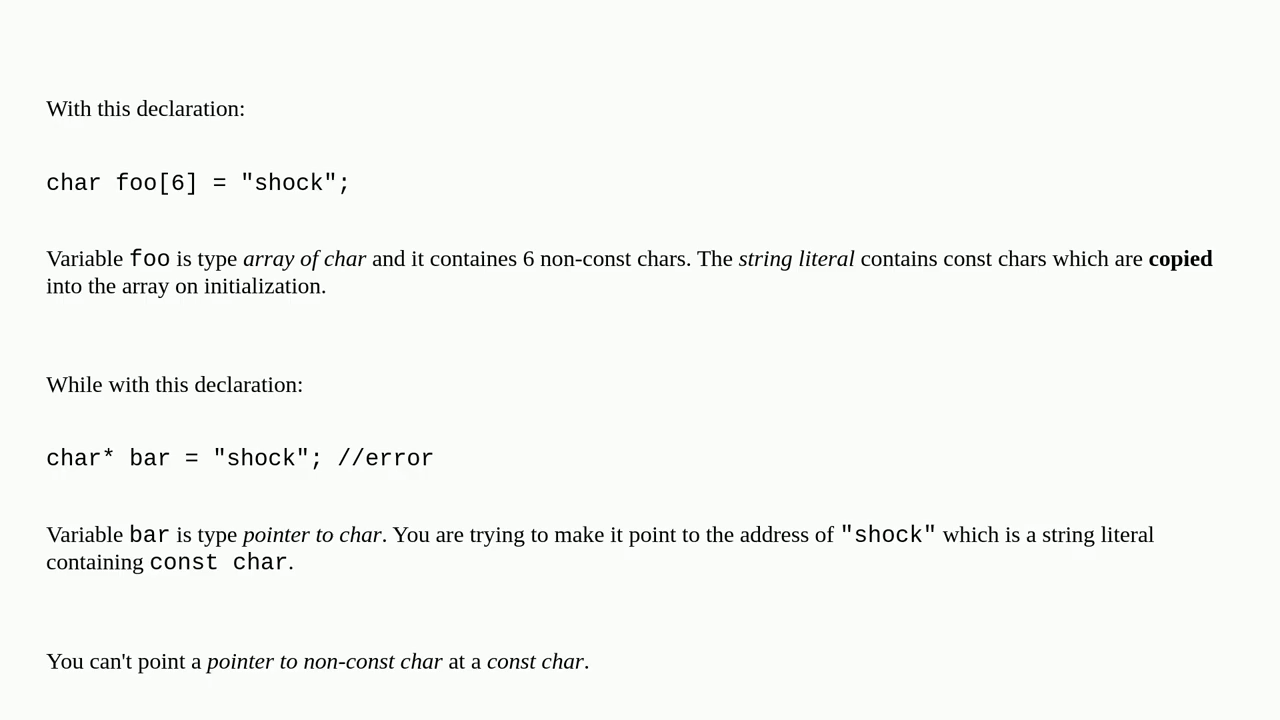 With this declaration:
char foo[6] = "shock";
Variable foo is type array of char and it containes 6 non-const chars. The string literal contains const chars which are copied
into the array on initialization.
While with this declaration:
char* bar = "shock"; //error
Variable bar is type pointer to char. You are trying to make it point to the address of "shock" which is a string literal
containing const char.
You can't point a pointer to non-const char at a const char.